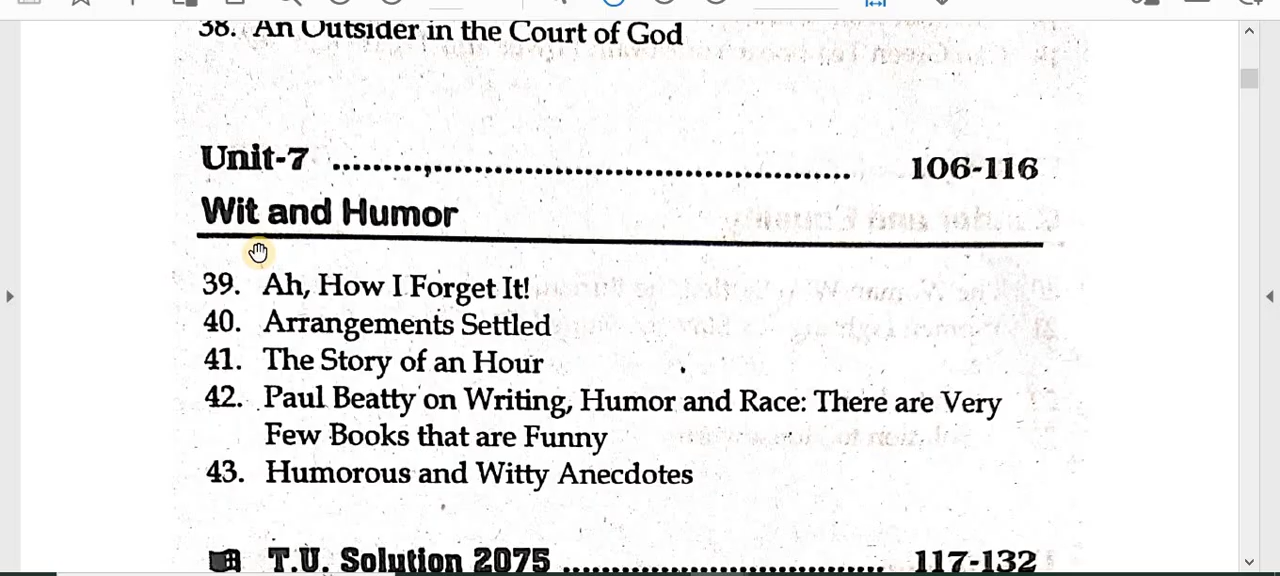 38. An Outsider in the Court of God
Unit-7 ........................................................ 106-116
Wit and Humor
39. Ah, How I Forget It!
40. Arrangements Settled
41. The Story of an Hour
42. Paul Beatty on Writing, Humor and Race: There are Very
Few Books that are Funny
43. Humorous and Witty Anecdotes
T.U. Solution 2075 ................................. 117-132